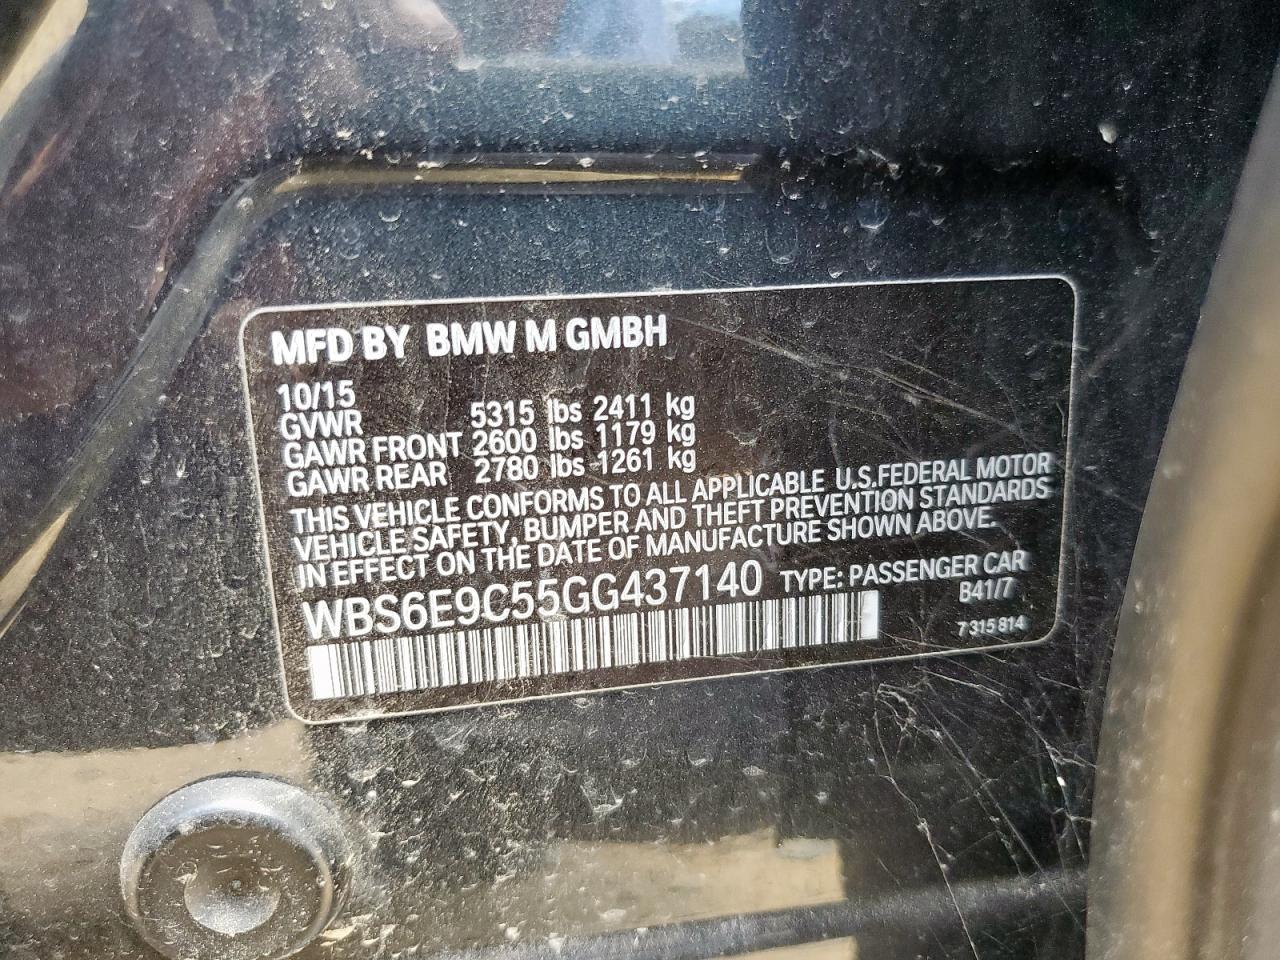 MFD BY BMW M GMBH
10/15
GVWR 5315 lbs 2411 kg
GAWR FRONT 2600 lbs 1179 kg
GAWR REAR 2780 lbs 1261 kg
THIS VEHICLE CONFORMS TO ALL APPLICABLE U.S.FEDERAL MOTOR
VEHICLE SAFETY, BUMPER AND THEFT PREVENTION STANDARDS
IN EFFECT ON THE DATE OF MANUFACTURE SHOWN ABOVE.
WBS6E9C55GG437140 TYPE: PASSENGER CAR
B41/7
7 315 814